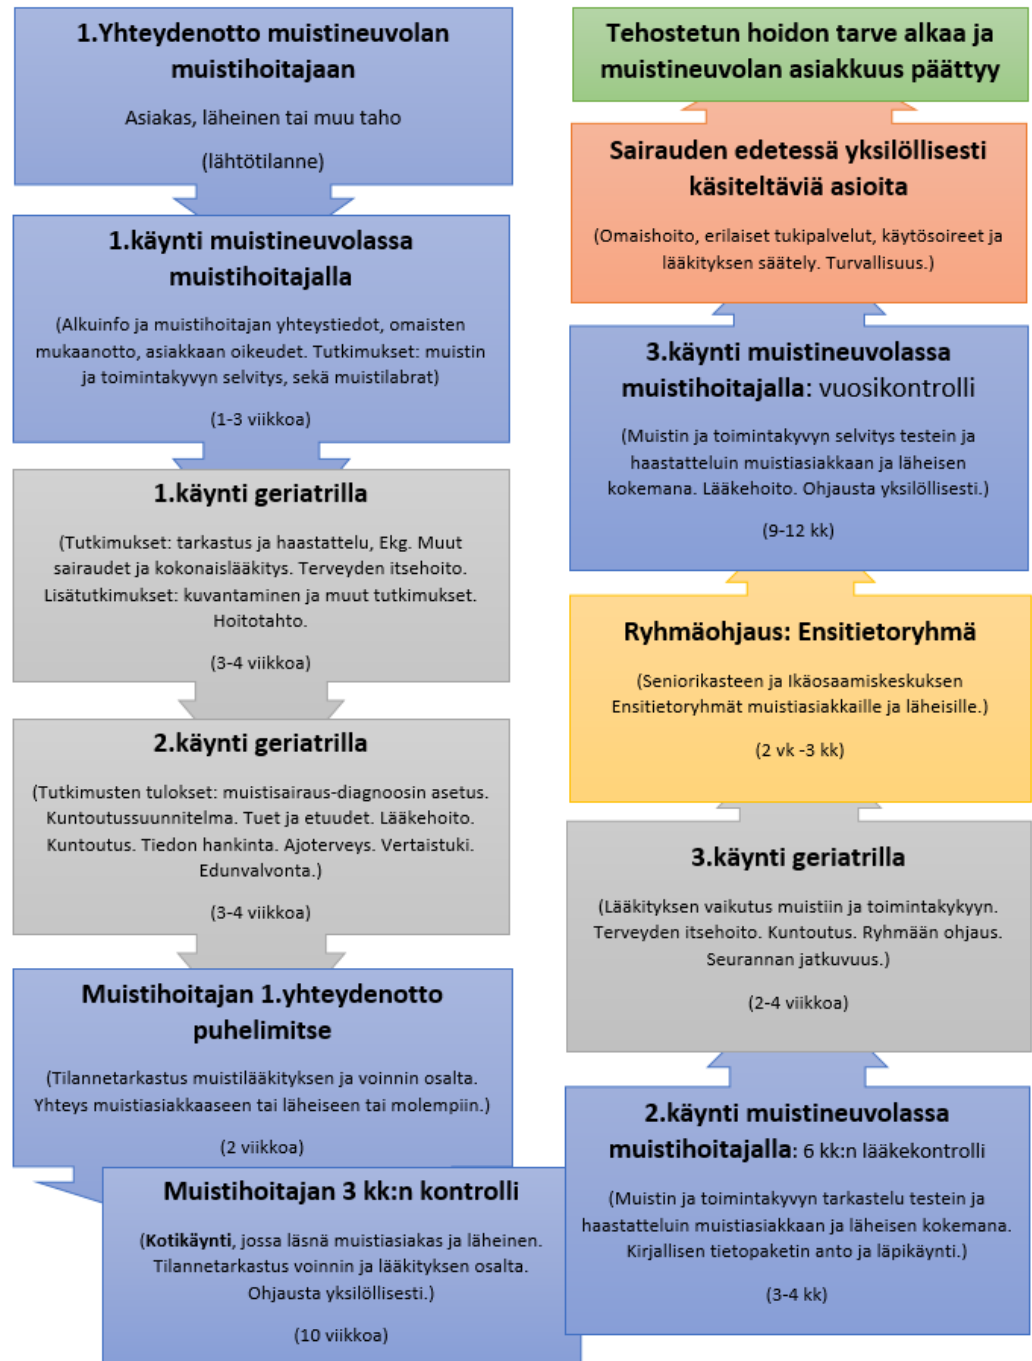 1.Yhteydenotto muistineuvolan
muistihoitajaan
Asiakas, läheinen tai muu taho
(lähtötilanne)
1.käynti muistineuvolassa
muistihoitajalla
(Alkuinfo ja muistihoitajan yhteystiedot, omaisten
mukaanotto, asiakkaan oikeudet. Tutkimukset: muistin
ja toimintakyvyn selvitys, sekä muistilabrat)
(1-3 viikkoa)
1.käynti geriatrilla
(Tutkimukset: tarkastus ja haastattelu, Ekg. Muut
sairaudet ja kokonaislääkitys. Terveyden itsehoito.
Lisätutkimukset: kuvantaminen ja muut tutkimukset.
Hoitotahto.
(3-4 viikkoa)
2.käynti geriatrilla
(Tutkimusten tulokset: muistisairaus-diagnoosin asetus.
Kuntoutussuunnitelma. Tuet ja etuudet. Lääkehoito.
Kuntoutus. Tiedon hankinta. Ajoterveys. Vertaistuki.
Edunvalvonta.)
(3-4 viikkoa)
Muistihoitajan 1.yhteydenotto
puhelimitse
(Tilannetarkastus muistilääkityksen ja voinnin osalta.
Yhteys muistiasiakkaaseen tai läheiseen tai molempiin.)
(2 viikkoa)
Muistihoitajan 3 kk:n kontrolli
(Kotikäynti, jossa läsnä muistiasiakas ja läheinen.
Tilannetarkastus voinnin ja lääkityksen osalta.
Ohjausta yksilöllisesti.)
(10 viikkoa)
2.käynti muistineuvolassa
muistihoitajalla: 6 kk:n lääkekontrolli
(Muistin ja toimintakyvyn tarkastelu testein ja
haastatteluin muistiasiakkaan ja läheisen kokemana.
Kirjallisen tietopaketin anto ja läpikäynti.)
(3-4 kk)
3.käynti geriatrilla
(Lääkityksen vaikutus muistiin ja toimintakykyyn.
Terveyden itsehoito. Kuntoutus. Ryhmään ohjaus.
Seurannan jatkuvuus.)
(2-4 viikkoa)
Ryhmäohjaus: Ensitietoryhmä
(Seniorikasteen ja Ikäosaamiskeskuksen
Ensitietoryhmät muistiasiakkaille ja läheisille.)
(2 vk -3 kk)
3.käynti muistineuvolassa
muistihoitajalla: vuosikontrolli
(Muistin ja toimintakyvyn selvitys testein ja
haastatteluin muistiasiakkaan ja läheisen
kokemana. Lääkehoito. Ohjausta yksilöllisesti.)
(9-12 kk)
Sairauden edetessä yksilöllisesti
käsiteltäviä asioita
(Omaishoito, erilaiset tukipalvelut, käytösoireet ja
lääkityksen säätely. Turvallisuus.)
Tehostetun hoidon tarve alkaa ja
muistineuvolan asiakkuus päättyy